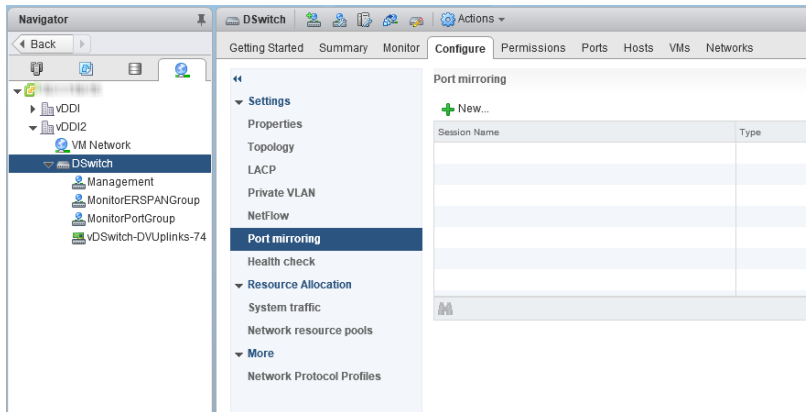 Navigator
Back
vDDI
vDDI2
VM Network
DSwitch
Management
MonitorERSPANGroup
MonitorPortGroup
vDSwitch-DVUplinks-74
DSwitch Actions
Getting Started Summary Monitor Configure Permissions Ports Hosts VMs Networks
Settings
Properties
Topology
LACP
Private VLAN
NetFlow
Port mirroring
Health check
Resource Allocation
System traffic
Network resource pools
More
Network Protocol Profiles
Port mirroring
New...
Session Name Type